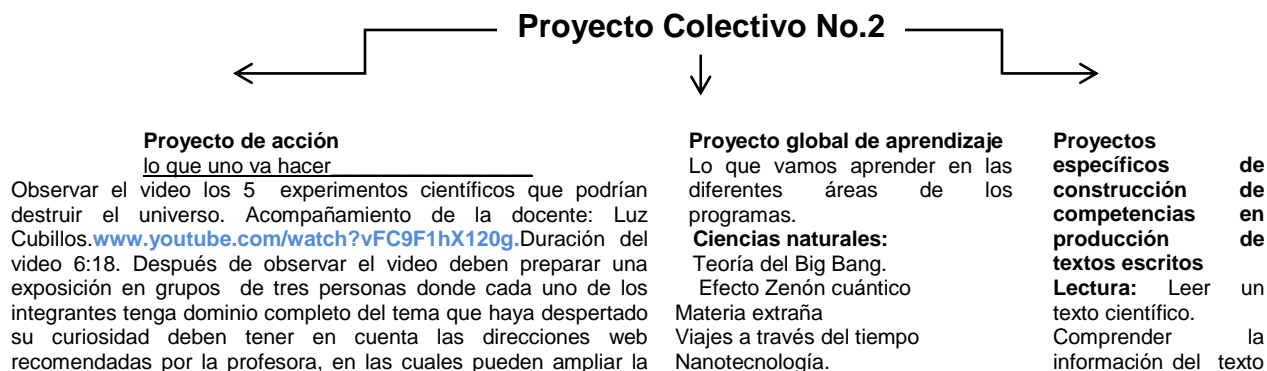 Proyecto Colectivo No.2
Proyecto de acción
lo que uno va hacer
Observar el video los 5 experimentos científicos que podrían
destruir el universo. Acompañamiento de la docente: Luz
Cubillos.www.youtube.com/watch?vFC9F1hX120g.Duración del
video 6:18. Después de observar el video deben preparar una
exposición en grupos de tres personas donde cada uno de los
integrantes tenga dominio completo del tema que haya despertado
su curiosidad deben tener en cuenta las direcciones web
recomendadas por la profesora, en las cuales pueden ampliar la
Proyecto global de aprendizaje
Lo que vamos aprender en las
diferentes áreas de los
programas.
Ciencias naturales:
Teoría del Big Bang.
Efecto Zenón cuántico
Materia extraña
Viajes a través del tiempo
Nanotecnología.
Proyectos
específicos de
construcción de
competencias en
producción de
textos escritos
Lectura: Leer un
texto científico.
Comprender la
información del texto